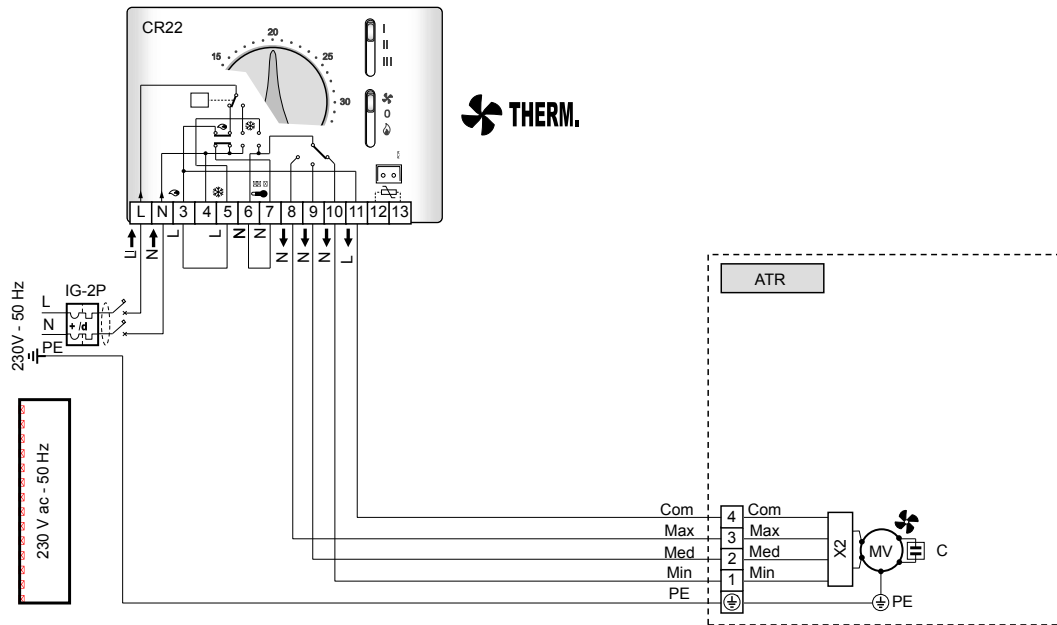 CR22
15
20
25
30
I
II
III
0
THERM.
L N 3 4 5 6 7 8 9 10 11 12 13
L N L L N N N N N L
IG-2P
L
N
PE
+ /d
230V - 50 Hz
230 V ac - 50 Hz
ATR
Com 4 Com
Max 3 Max
Med 2 Med
Min 1 Min
PE
X2
MV
C
PE